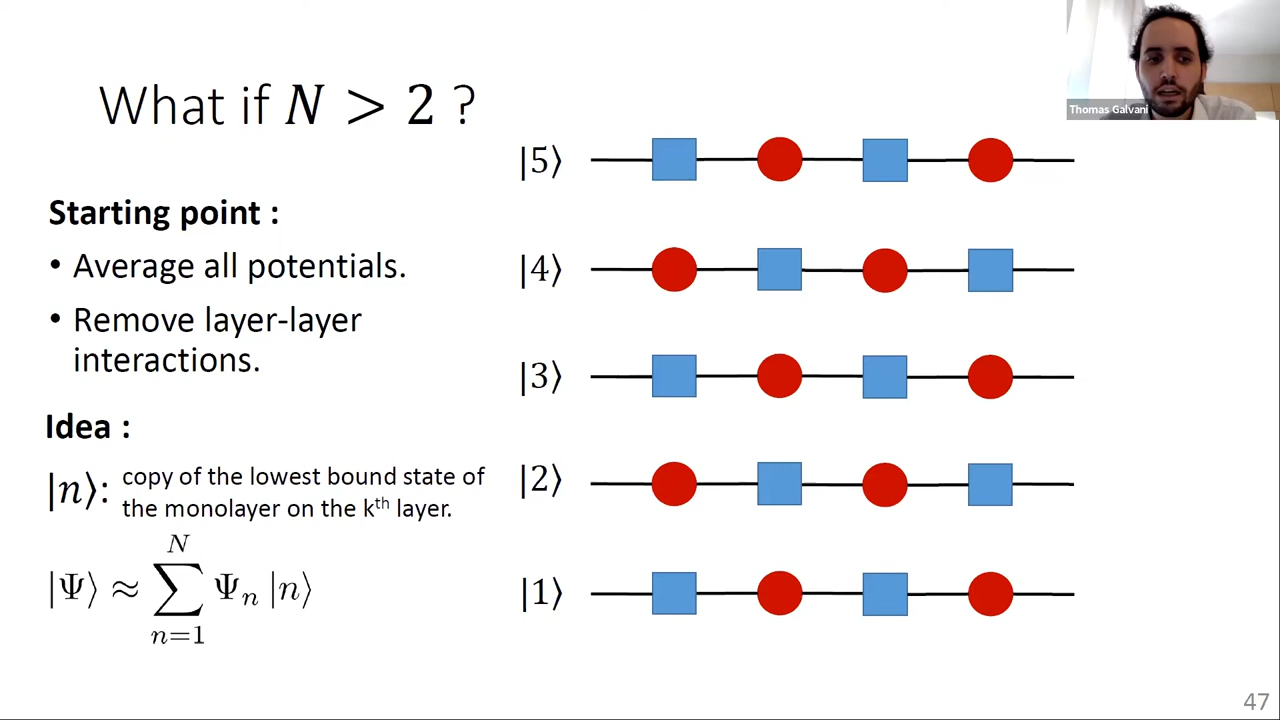 What if N > 2 ?
Thomas Galvani
Starting point :
• Average all potentials.
• Remove layer-layer
interactions.
Idea :
|n⟩: copy of the lowest bound state of
the monolayer on the kth layer.
|Ψ⟩ ≈ ∑_{n=1}^{N} Ψ_n |n⟩
|5⟩
|4⟩
|3⟩
|2⟩
|1⟩
47